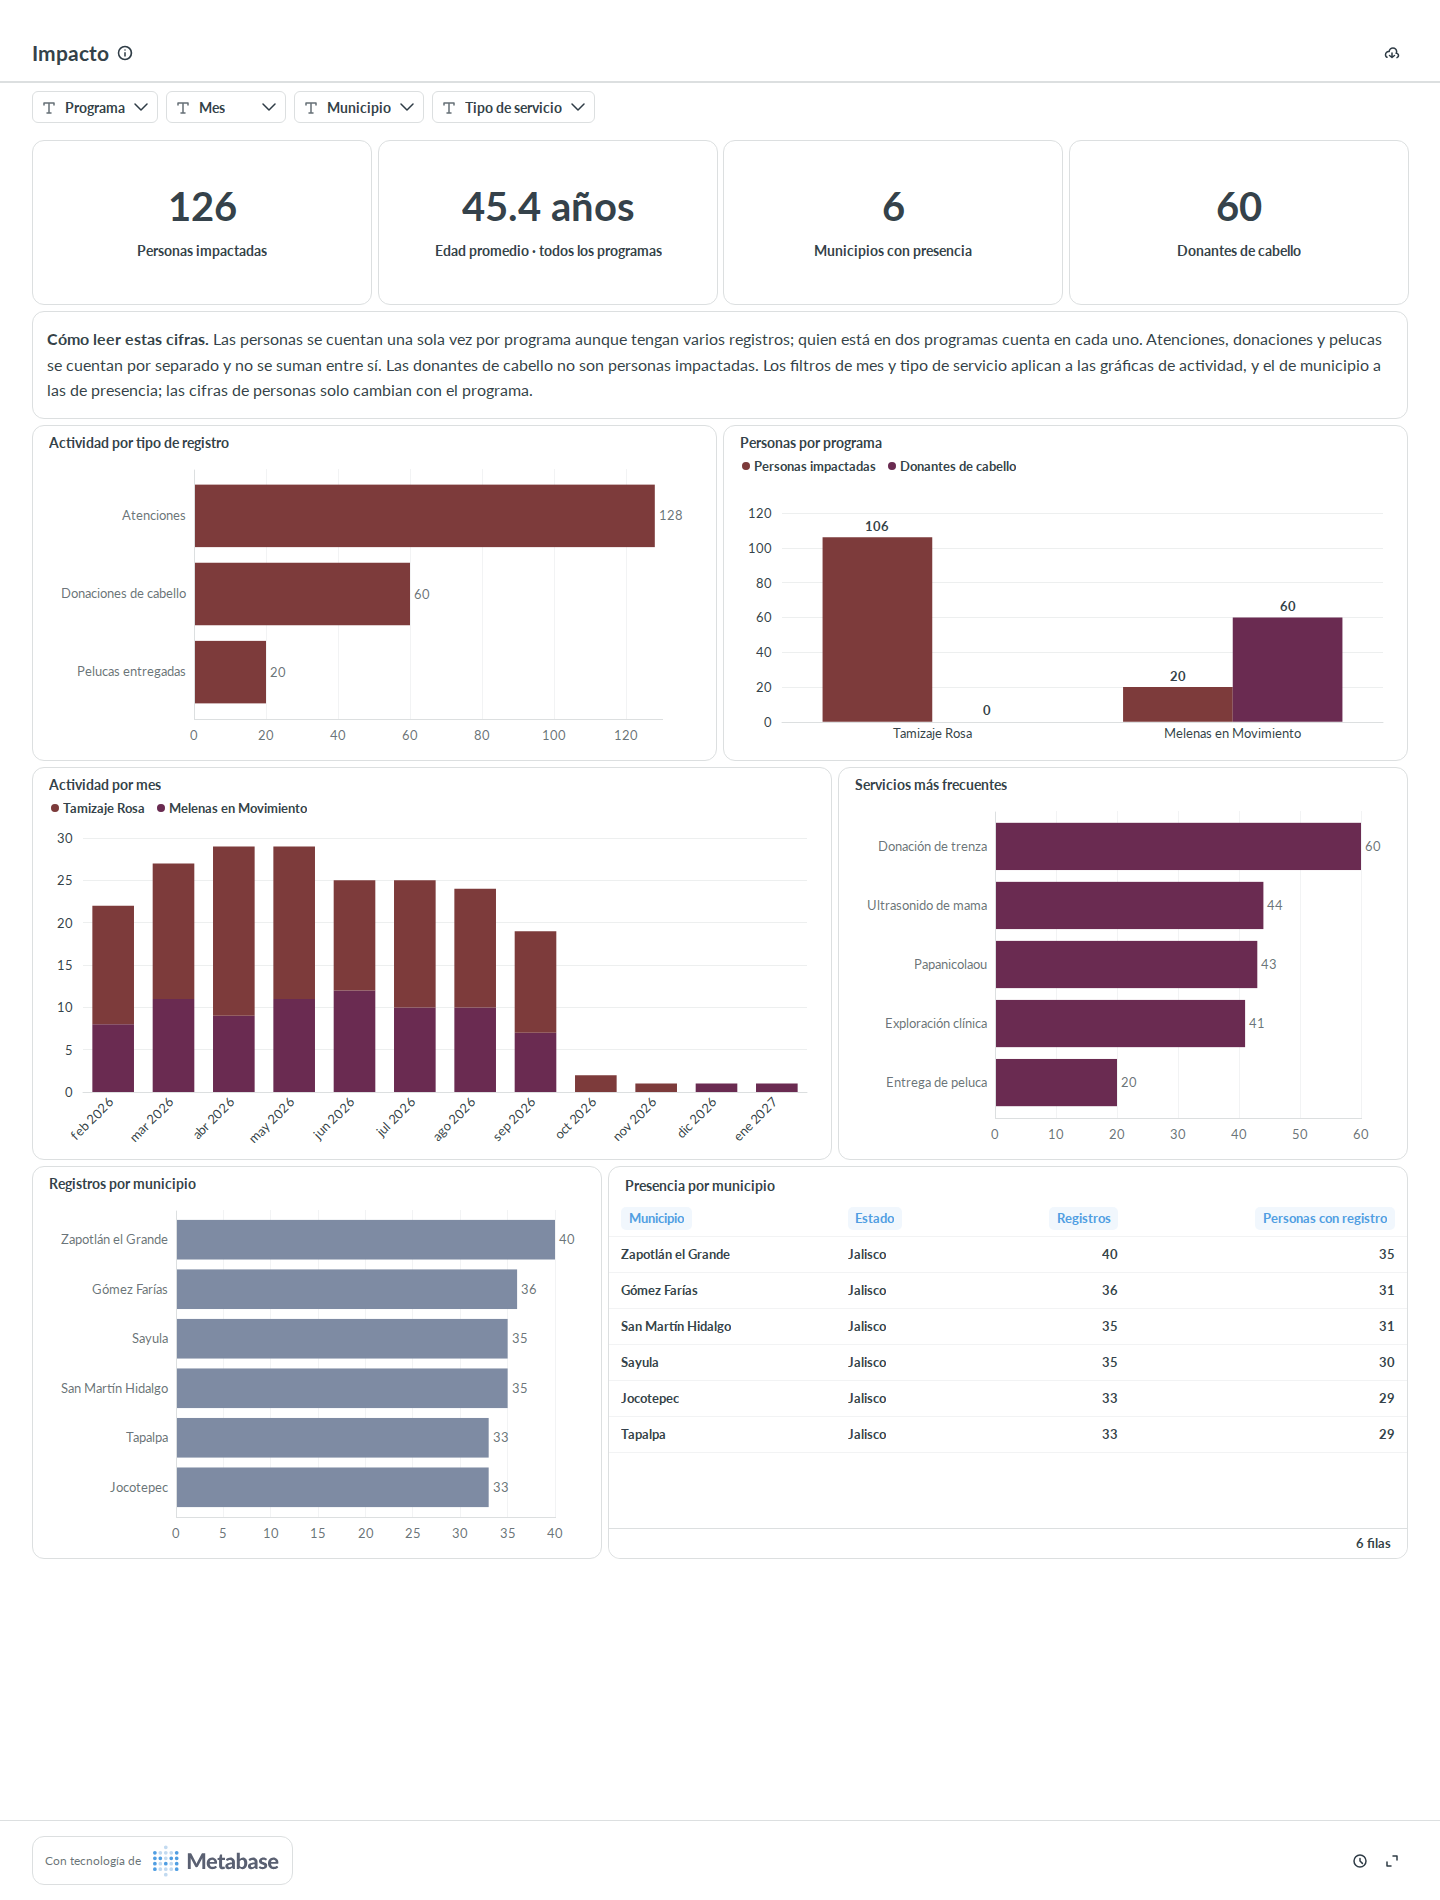 Impacto
Programa
Mes
Municipio
Tipo de servicio
126
Personas impactadas
45.4 años
Edad promedio · todos los programas
6
Municipios con presencia
60
Donantes de cabello
Cómo leer estas cifras. Las personas se cuentan una sola vez por programa aunque tengan varios registros; quien está en dos programas cuenta en cada uno. Atenciones, donaciones y pelucas
se cuentan por separado y no se suman entre sí. Las donantes de cabello no son personas impactadas. Los filtros de mes y tipo de servicio aplican a las gráficas de actividad, y el de municipio a
las de presencia; las cifras de personas solo cambian con el programa.
Actividad por tipo de registro
Atenciones
128
Donaciones de cabello
60
Pelucas entregadas
20
0 20 40 60 80 100 120
Personas por programa
Personas impactadas
Donantes de cabello
120
100
80
60
40
20
0
106
0
20
60
Tamizaje Rosa
Melenas en Movimiento
Actividad por mes
Tamizaje Rosa
Melenas en Movimiento
30
25
20
15
10
5
0
feb 2026
mar 2026
abr 2026
may 2026
jun 2026
jul 2026
ago 2026
sep 2026
oct 2026
nov 2026
dic 2026
ene 2027
Servicios más frecuentes
Donación de trenza
60
Ultrasonido de mama
44
Papanicolaou
43
Exploración clínica
41
Entrega de peluca
20
0 10 20 30 40 50 60
Registros por municipio
Zapotlán el Grande
40
Gómez Farías
36
Sayula
35
San Martín Hidalgo
35
Tapalpa
33
Jocotepec
33
0 5 10 15 20 25 30 35 40
Presencia por municipio
Municipio Estado Registros Personas con registro
Zapotlán el Grande Jalisco 40 35
Gómez Farías Jalisco 36 31
San Martín Hidalgo Jalisco 35 31
Sayula Jalisco 35 30
Jocotepec Jalisco 33 29
Tapalpa Jalisco 33 29
6 filas
Con tecnología de
Metabase